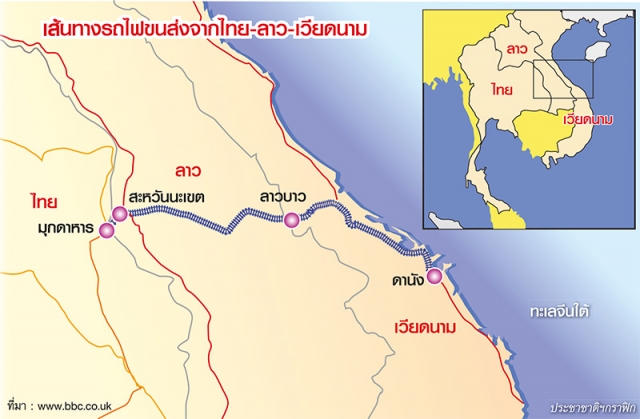 เส้นทางรถไฟขนส่งจากไทย-ลาว-เวียดนาม
ลาว
ไทย
เวียดนาม
ลาว
สะหวันนะเขต
ลาวบาว
ไทย
มุกดาหาร
ดานัง
ทะเลจีนใต้
เวียดนาม
ที่มา : www.bbc.co.uk
ประชาชาติฯกราฟิก